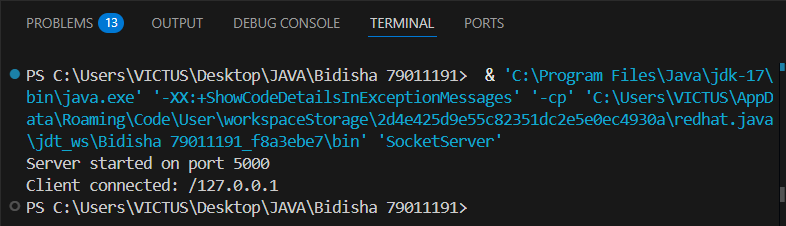 PROBLEMS 13 OUTPUT DEBUG CONSOLE TERMINAL PORTS
PS C:\Users\VICTUS\Desktop\JAVA\Bidisha 79011191>  & 'C:\Program Files\Java\jdk-17\
bin\java.exe' '-XX:+ShowCodeDetailsInExceptionMessages' '-cp' 'C:\Users\VICTUS\AppD
ata\Roaming\Code\User\workspaceStorage\2d4e425d9e55c82351dc2e5e0ec4930a\redhat.java
\jdt_ws\Bidisha 79011191_f8a3ebe7\bin' 'SocketServer'
Server started on port 5000
Client connected: /127.0.0.1
PS C:\Users\VICTUS\Desktop\JAVA\Bidisha 79011191>